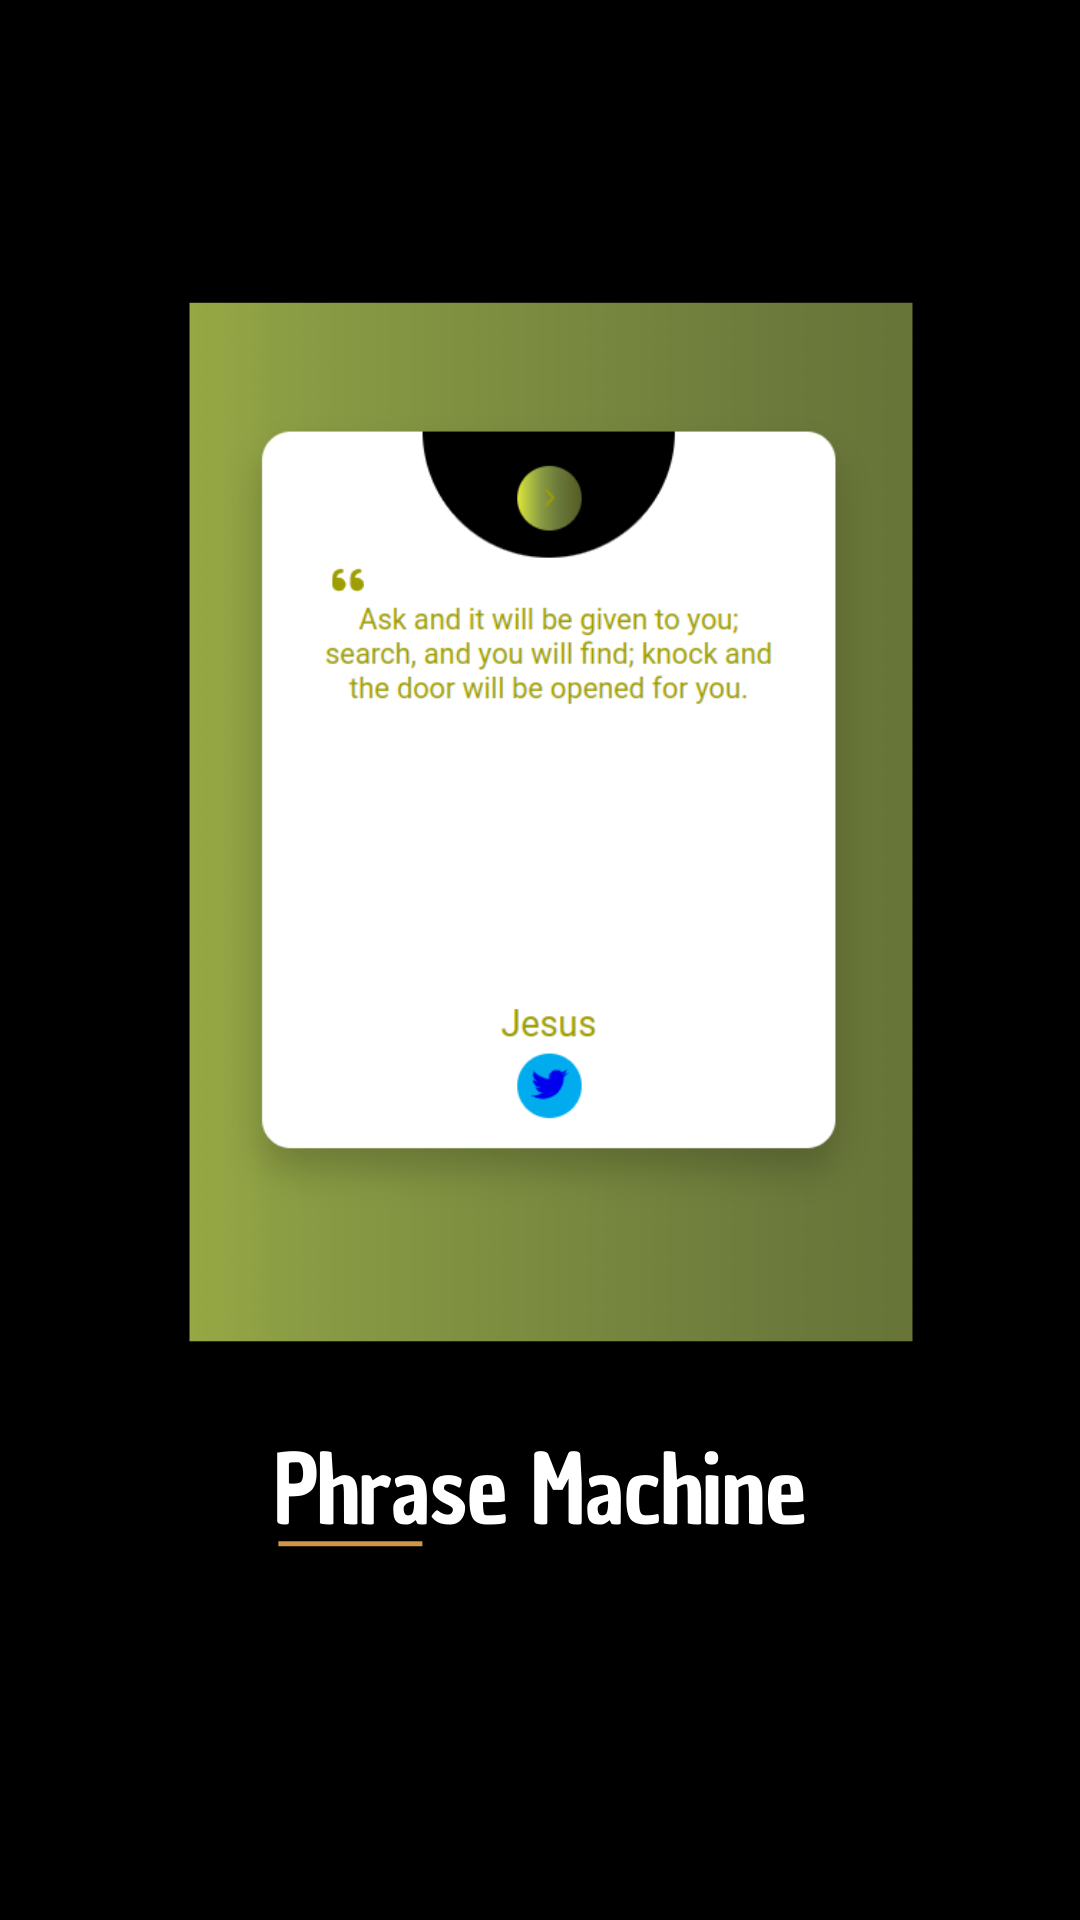 “
Ask and it will be given to you;
search, and you will find; knock and
the door will be opened for you.
Jesus
Phrase Machine